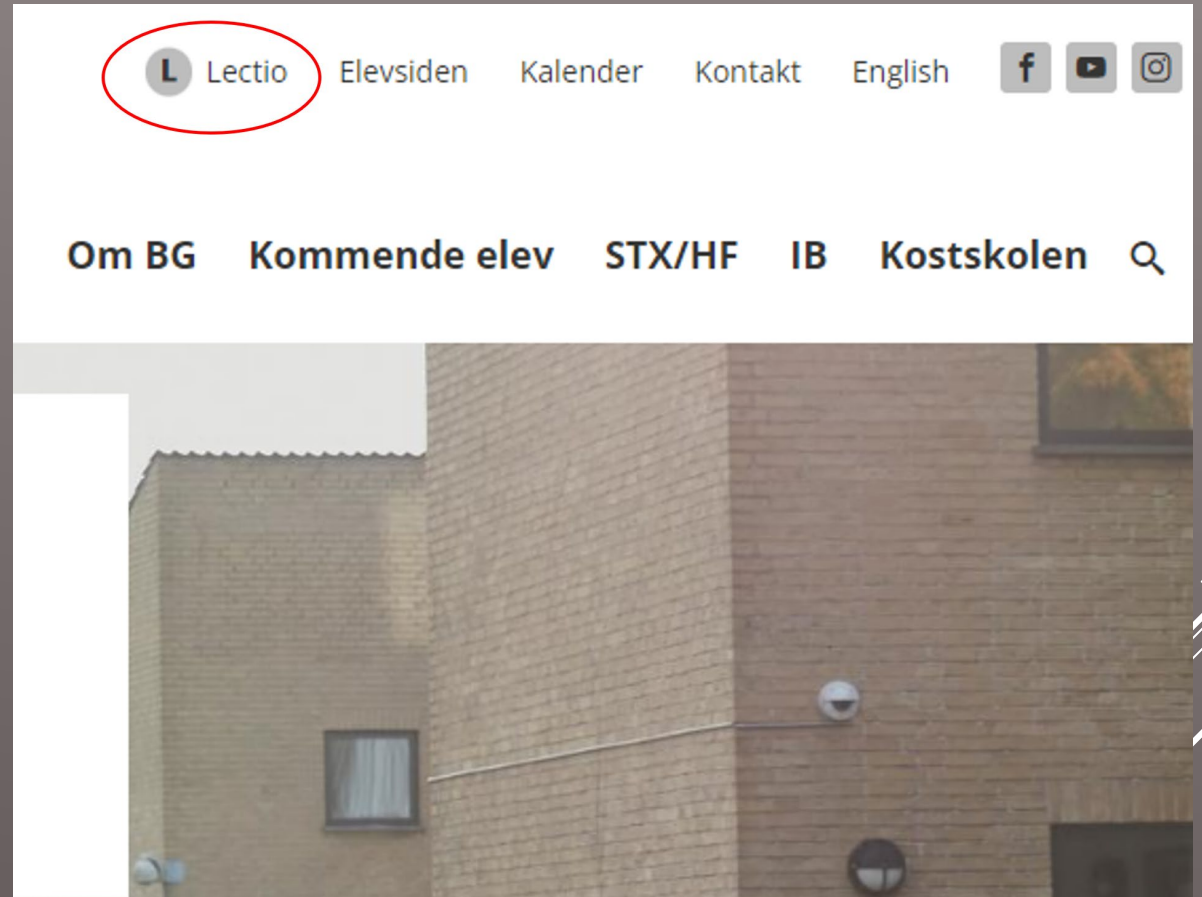 L Lectio Elevsiden Kalender Kontakt English f
Om BG Kommende elev STX/HF IB Kostskolen